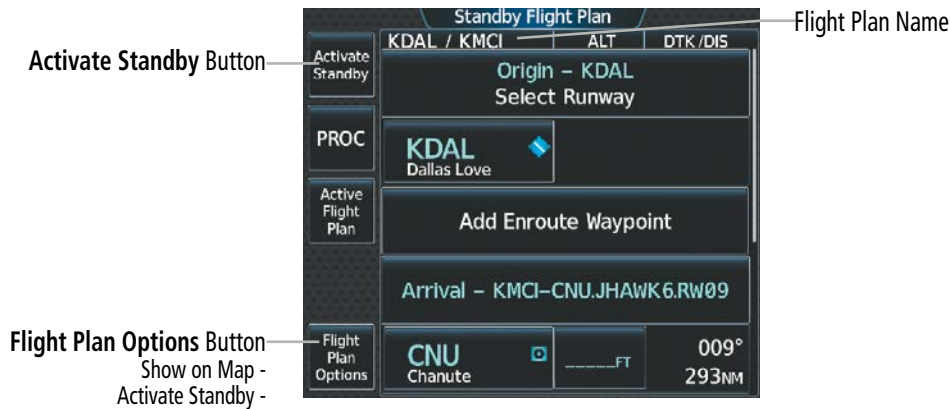 Standby Flight Plan
Flight Plan Name
KDAL / KMCI ALT DTK/DIS
Activate Standby Button
Activate
Standby
Origin – KDAL
Select Runway
PROC
KDAL
Dallas Love
Active
Flight
Plan
Add Enroute Waypoint
Arrival – KMCI–CNU.JHAWK6.RW09
Flight Plan Options Button
Show on Map -
Activate Standby -
Flight
Plan
Options
CNU
Chanute
_____FT
009°
293NM